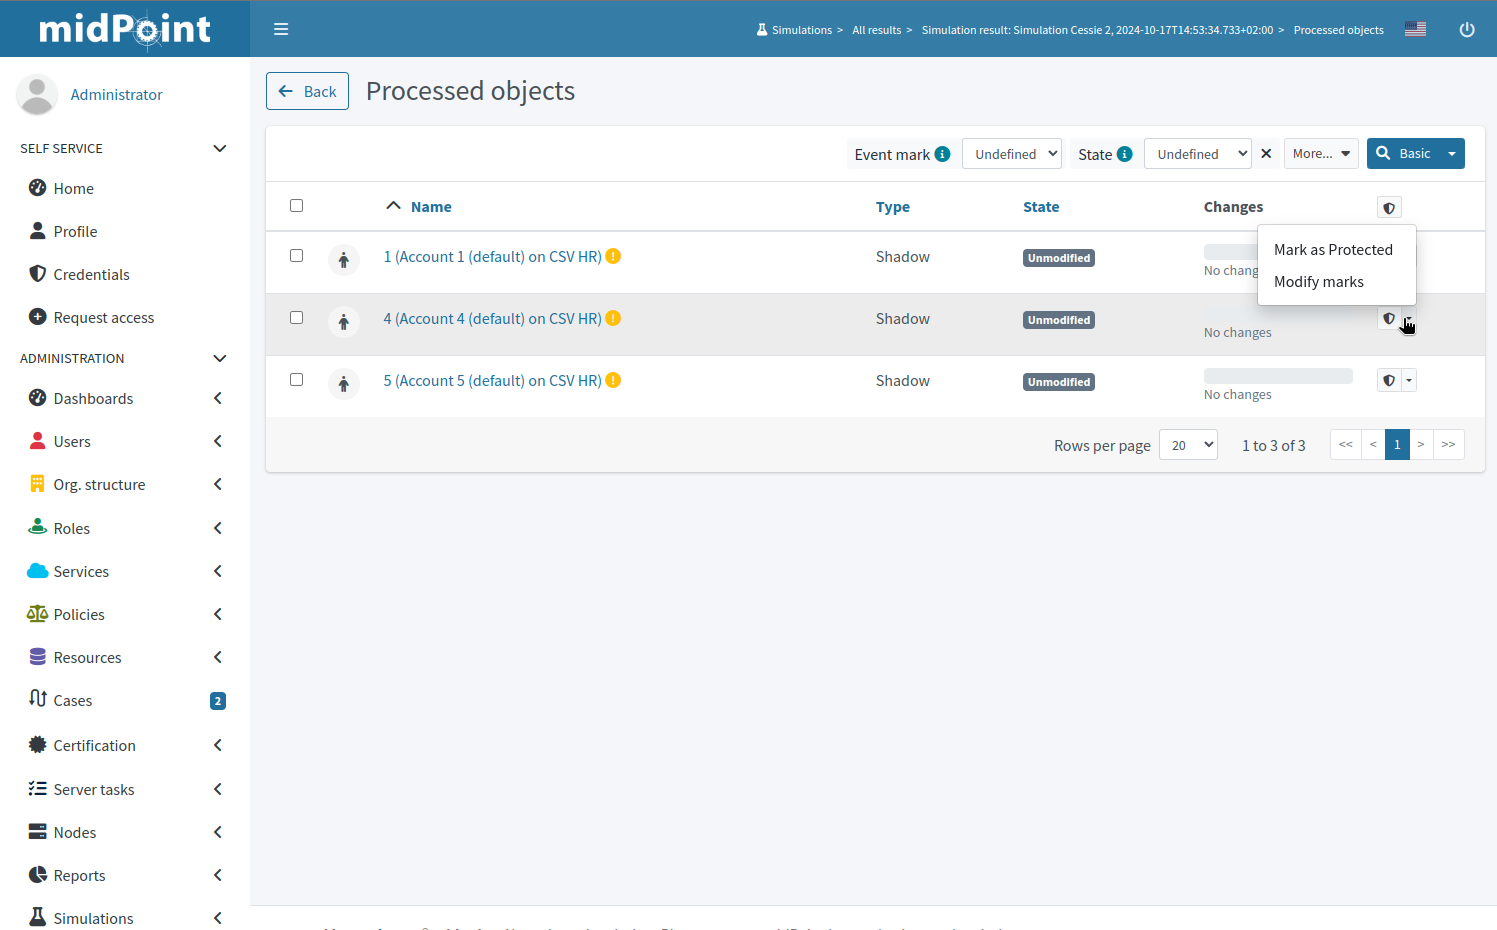 midPoint
Simulations > All results > Simulation result: Simulation Cessie 2, 2024-10-17T14:53:34.733+02:00 > Processed objects
Administrator
Back
Processed objects
SELF SERVICE
Home
Profile
Credentials
Request access
ADMINISTRATION
Dashboards
Users
Org. structure
Roles
Services
Policies
Resources
Cases 2
Certification
Server tasks
Nodes
Reports
Simulations
Event mark Undefined State Undefined More... Basic
Name Type State Changes
1 (Account 1 (default) on CSV HR) Shadow Unmodified
Mark as Protected
Modify marks
4 (Account 4 (default) on CSV HR) Shadow Unmodified No changes
5 (Account 5 (default) on CSV HR) Shadow Unmodified No changes
Rows per page 20 1 to 3 of 3 << < 1 > >>